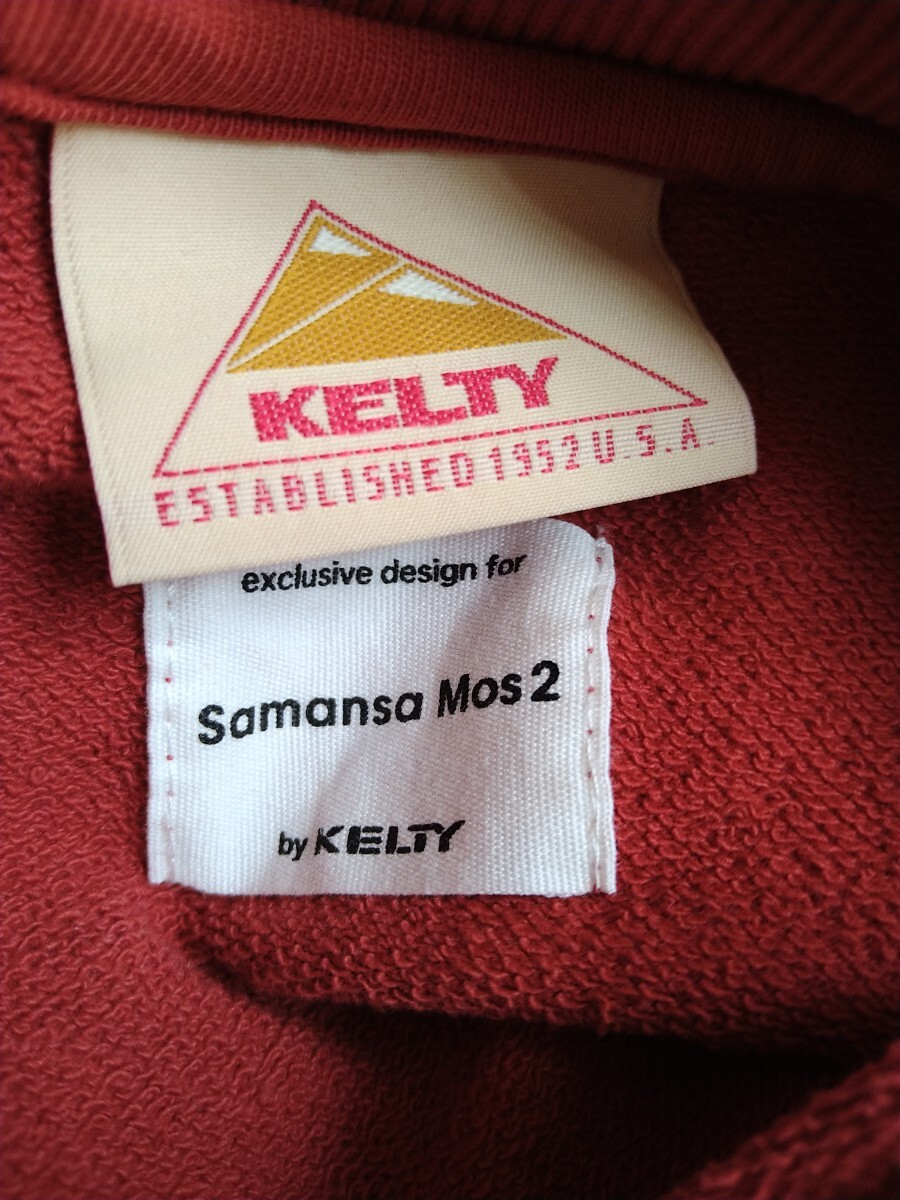 KELTY
ESTABLISHED 1952 U.S.A.
exclusive design for
Samansa Mos2
by KELTY